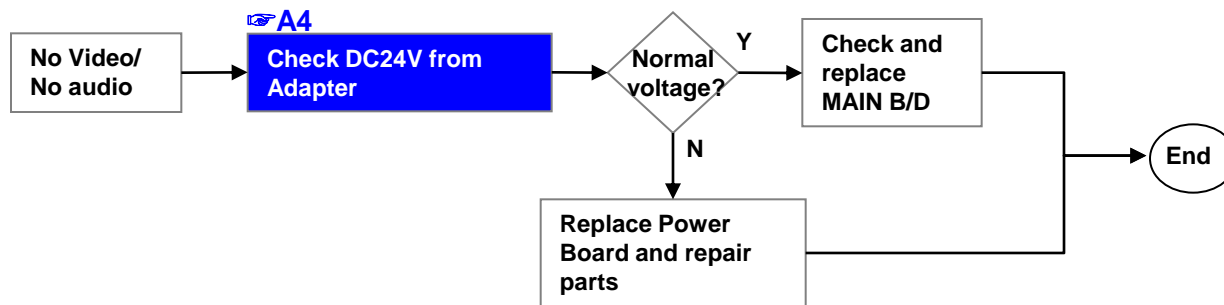 ☞A4
No Video/
No audio
Check DC24V from
Adapter
Normal
voltage?
Y
Check and
replace
MAIN B/D
N
End
Replace Power
Board and repair
parts